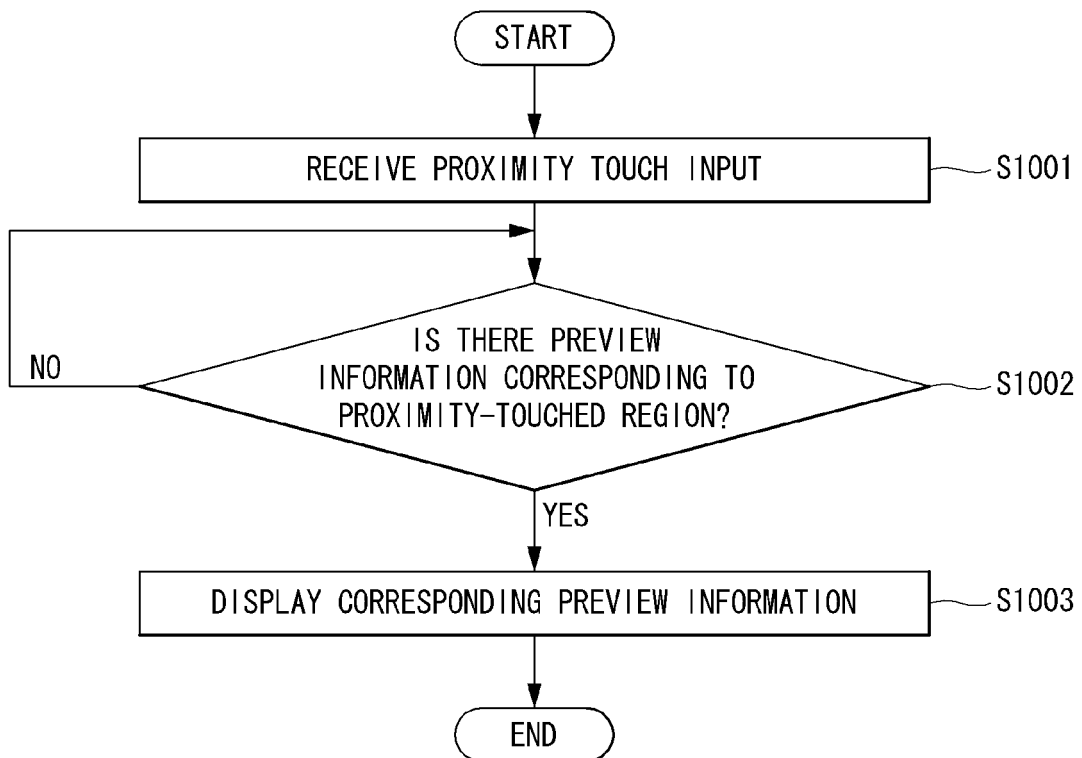 START
RECEIVE PROXIMITY TOUCH INPUT
S1001
IS THERE PREVIEW
INFORMATION CORRESPONDING TO
PROXIMITY-TOUCHED REGION?
NO
S1002
YES
DISPLAY CORRESPONDING PREVIEW INFORMATION
S1003
END